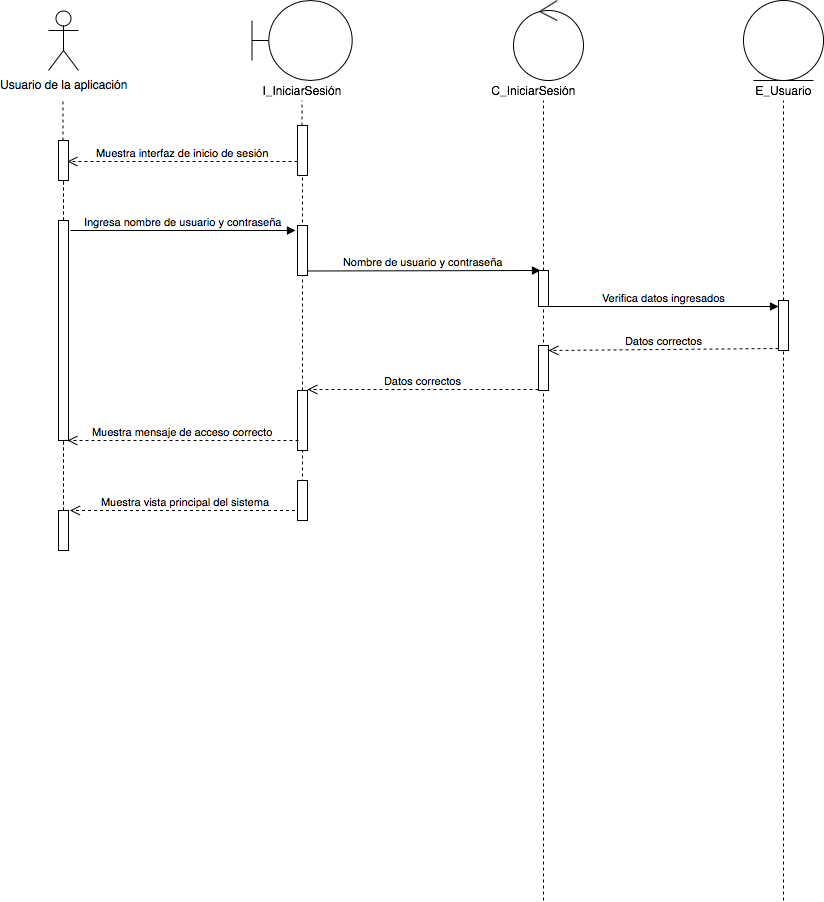 Usuario de la aplicación
I_IniciarSesión
C_IniciarSesión
E_Usuario
Muestra interfaz de inicio de sesión
Ingresa nombre de usuario y contraseña
Nombre de usuario y contraseña
Verifica datos ingresados
Datos correctos
Datos correctos
Muestra mensaje de acceso correcto
Muestra vista principal del sistema